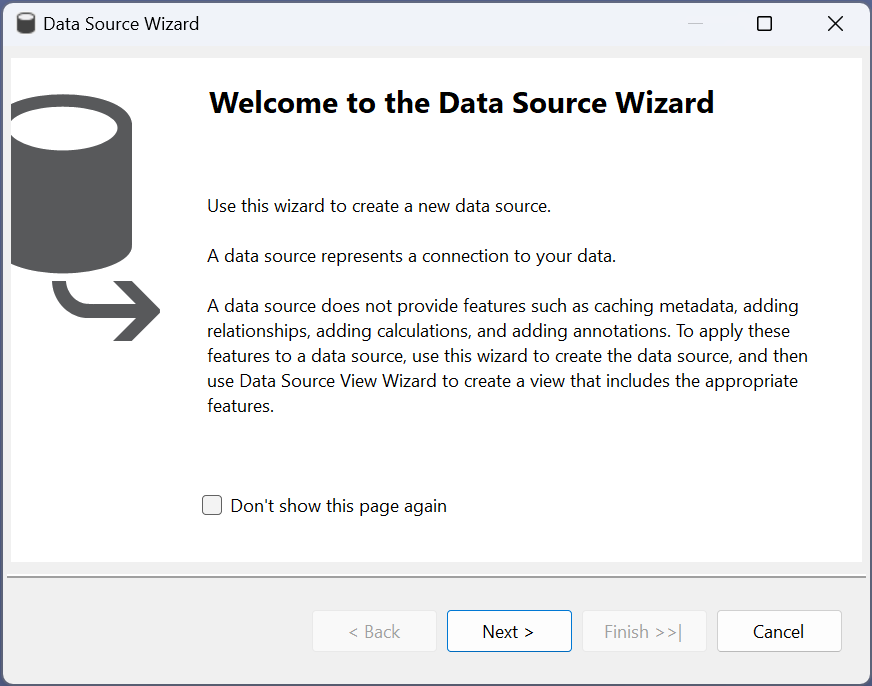 Data Source Wizard
Welcome to the Data Source Wizard
Use this wizard to create a new data source.
A data source represents a connection to your data.
A data source does not provide features such as caching metadata, adding
relationships, adding calculations, and adding annotations. To apply these
features to a data source, use this wizard to create the data source, and then
use Data Source View Wizard to create a view that includes the appropriate
features.
Don't show this page again
< Back
Next >
Finish >>|
Cancel